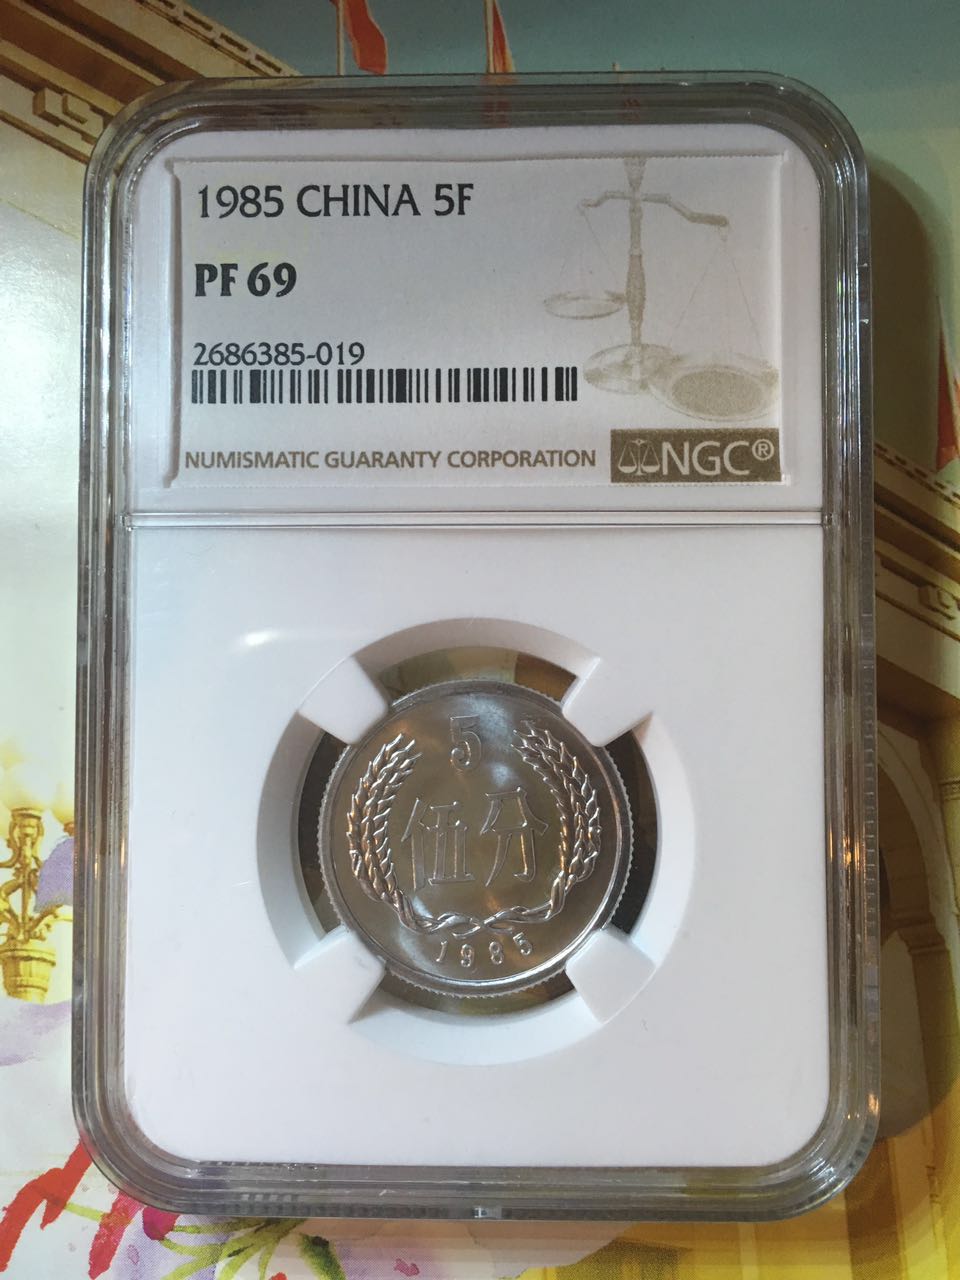 1985 CHINA 5F
PF 69
2686385-019
NUMISMATIC GUARANTY CORPORATION NGC®
5
伍分
1985